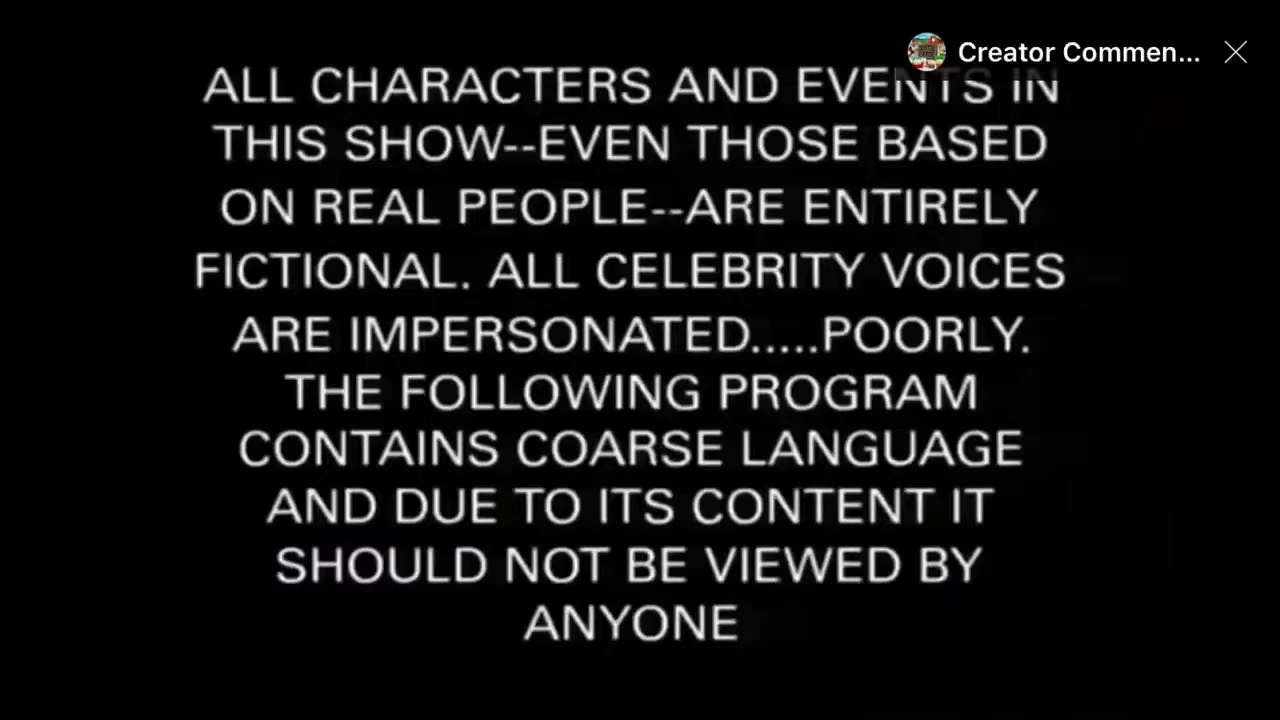 Creator Commen...
ALL CHARACTERS AND EVENTS IN
THIS SHOW--EVEN THOSE BASED
ON REAL PEOPLE--ARE ENTIRELY
FICTIONAL. ALL CELEBRITY VOICES
ARE IMPERSONATED.....POORLY.
THE FOLLOWING PROGRAM
CONTAINS COARSE LANGUAGE
AND DUE TO ITS CONTENT IT
SHOULD NOT BE VIEWED BY
ANYONE